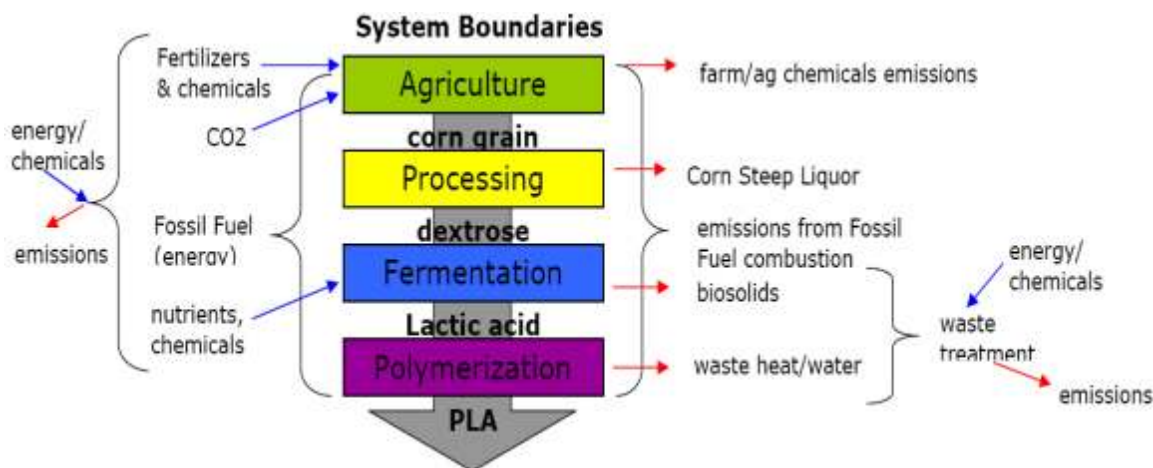 System Boundaries
Fertilizers
& chemicals
CO2
energy/
chemicals
emissions
Fossil Fuel
(energy)
nutrients,
chemicals
Agriculture
corn grain
Processing
dextrose
Fermentation
Lactic acid
Polymerization
PLA
farm/ag chemicals emissions
Corn Steep Liquor
emissions from Fossil
Fuel combustion
biosolids
waste heat/water
energy/
chemicals
waste
treatment
emissions